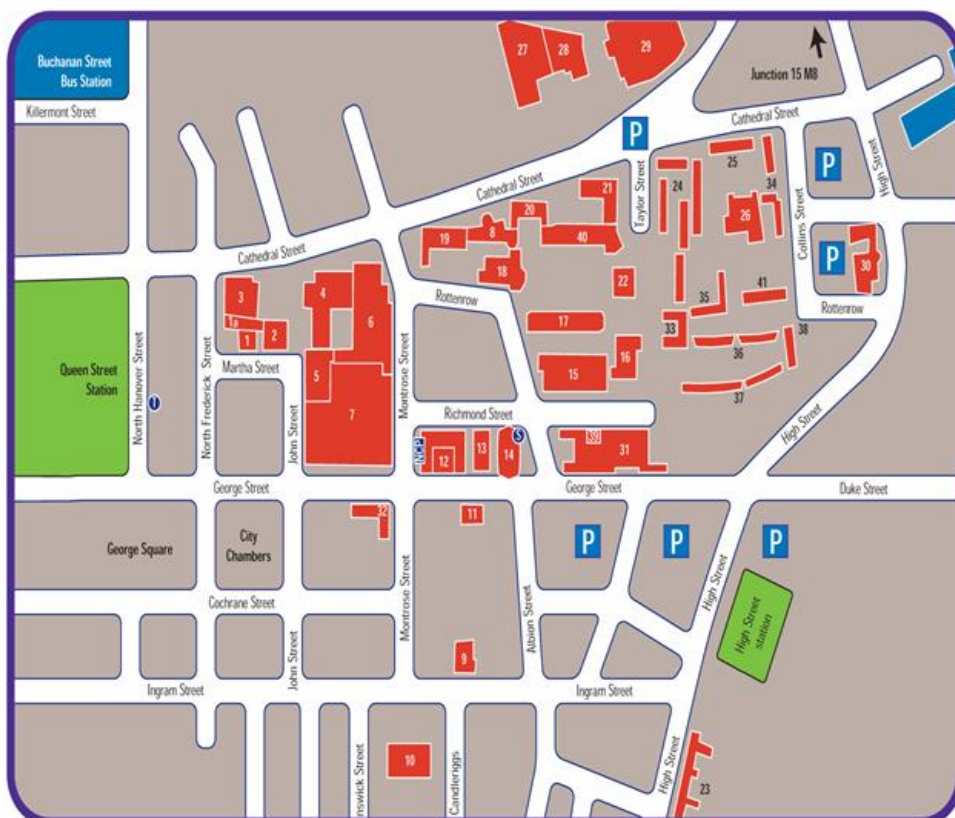 27
28
29
Buchanan Street
Bus Station
Junction 15 M8
Killermont Street
P
Cathedral Street
High Street
25
34
P
Taylor Street
24
21
Cathedral Street
20
26
Collins Street
19
8
40
Cathedral Street
18
22
P
30
3
4
6
Rottenrow
35
41
Rottenrow
1a
1
2
17
33
38
36
North Hanover Street
North Frederick Street
Queen Street
Station
Martha Street
5
16
15
37
T
7
John Street
Montrose Street
Richmond Street
High Street
NCP
12
13
14
S
39
31
George Street
George Street
Duke Street
32
11
George Square
City
Chambers
P
P
P
Montrose Street
Albion Street
High Street
High Street
station
Cochrane Street
John Street
9
Ingram Street
Ingram Street
10
nswick Street
Candleriggs
High Street
23